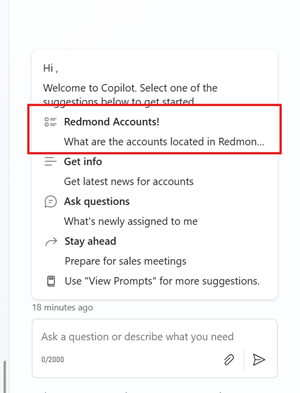 Hi ,
Welcome to Copilot. Select one of the
suggestions below to get started
Redmond Accounts!
What are the accounts located in Redmon...
Get info
Get latest news for accounts
Ask questions
What's newly assigned to me
Stay ahead
Prepare for sales meetings
Use "View Prompts" for more suggestions.
18 minutes ago
Ask a question or describe what you need
0/2000